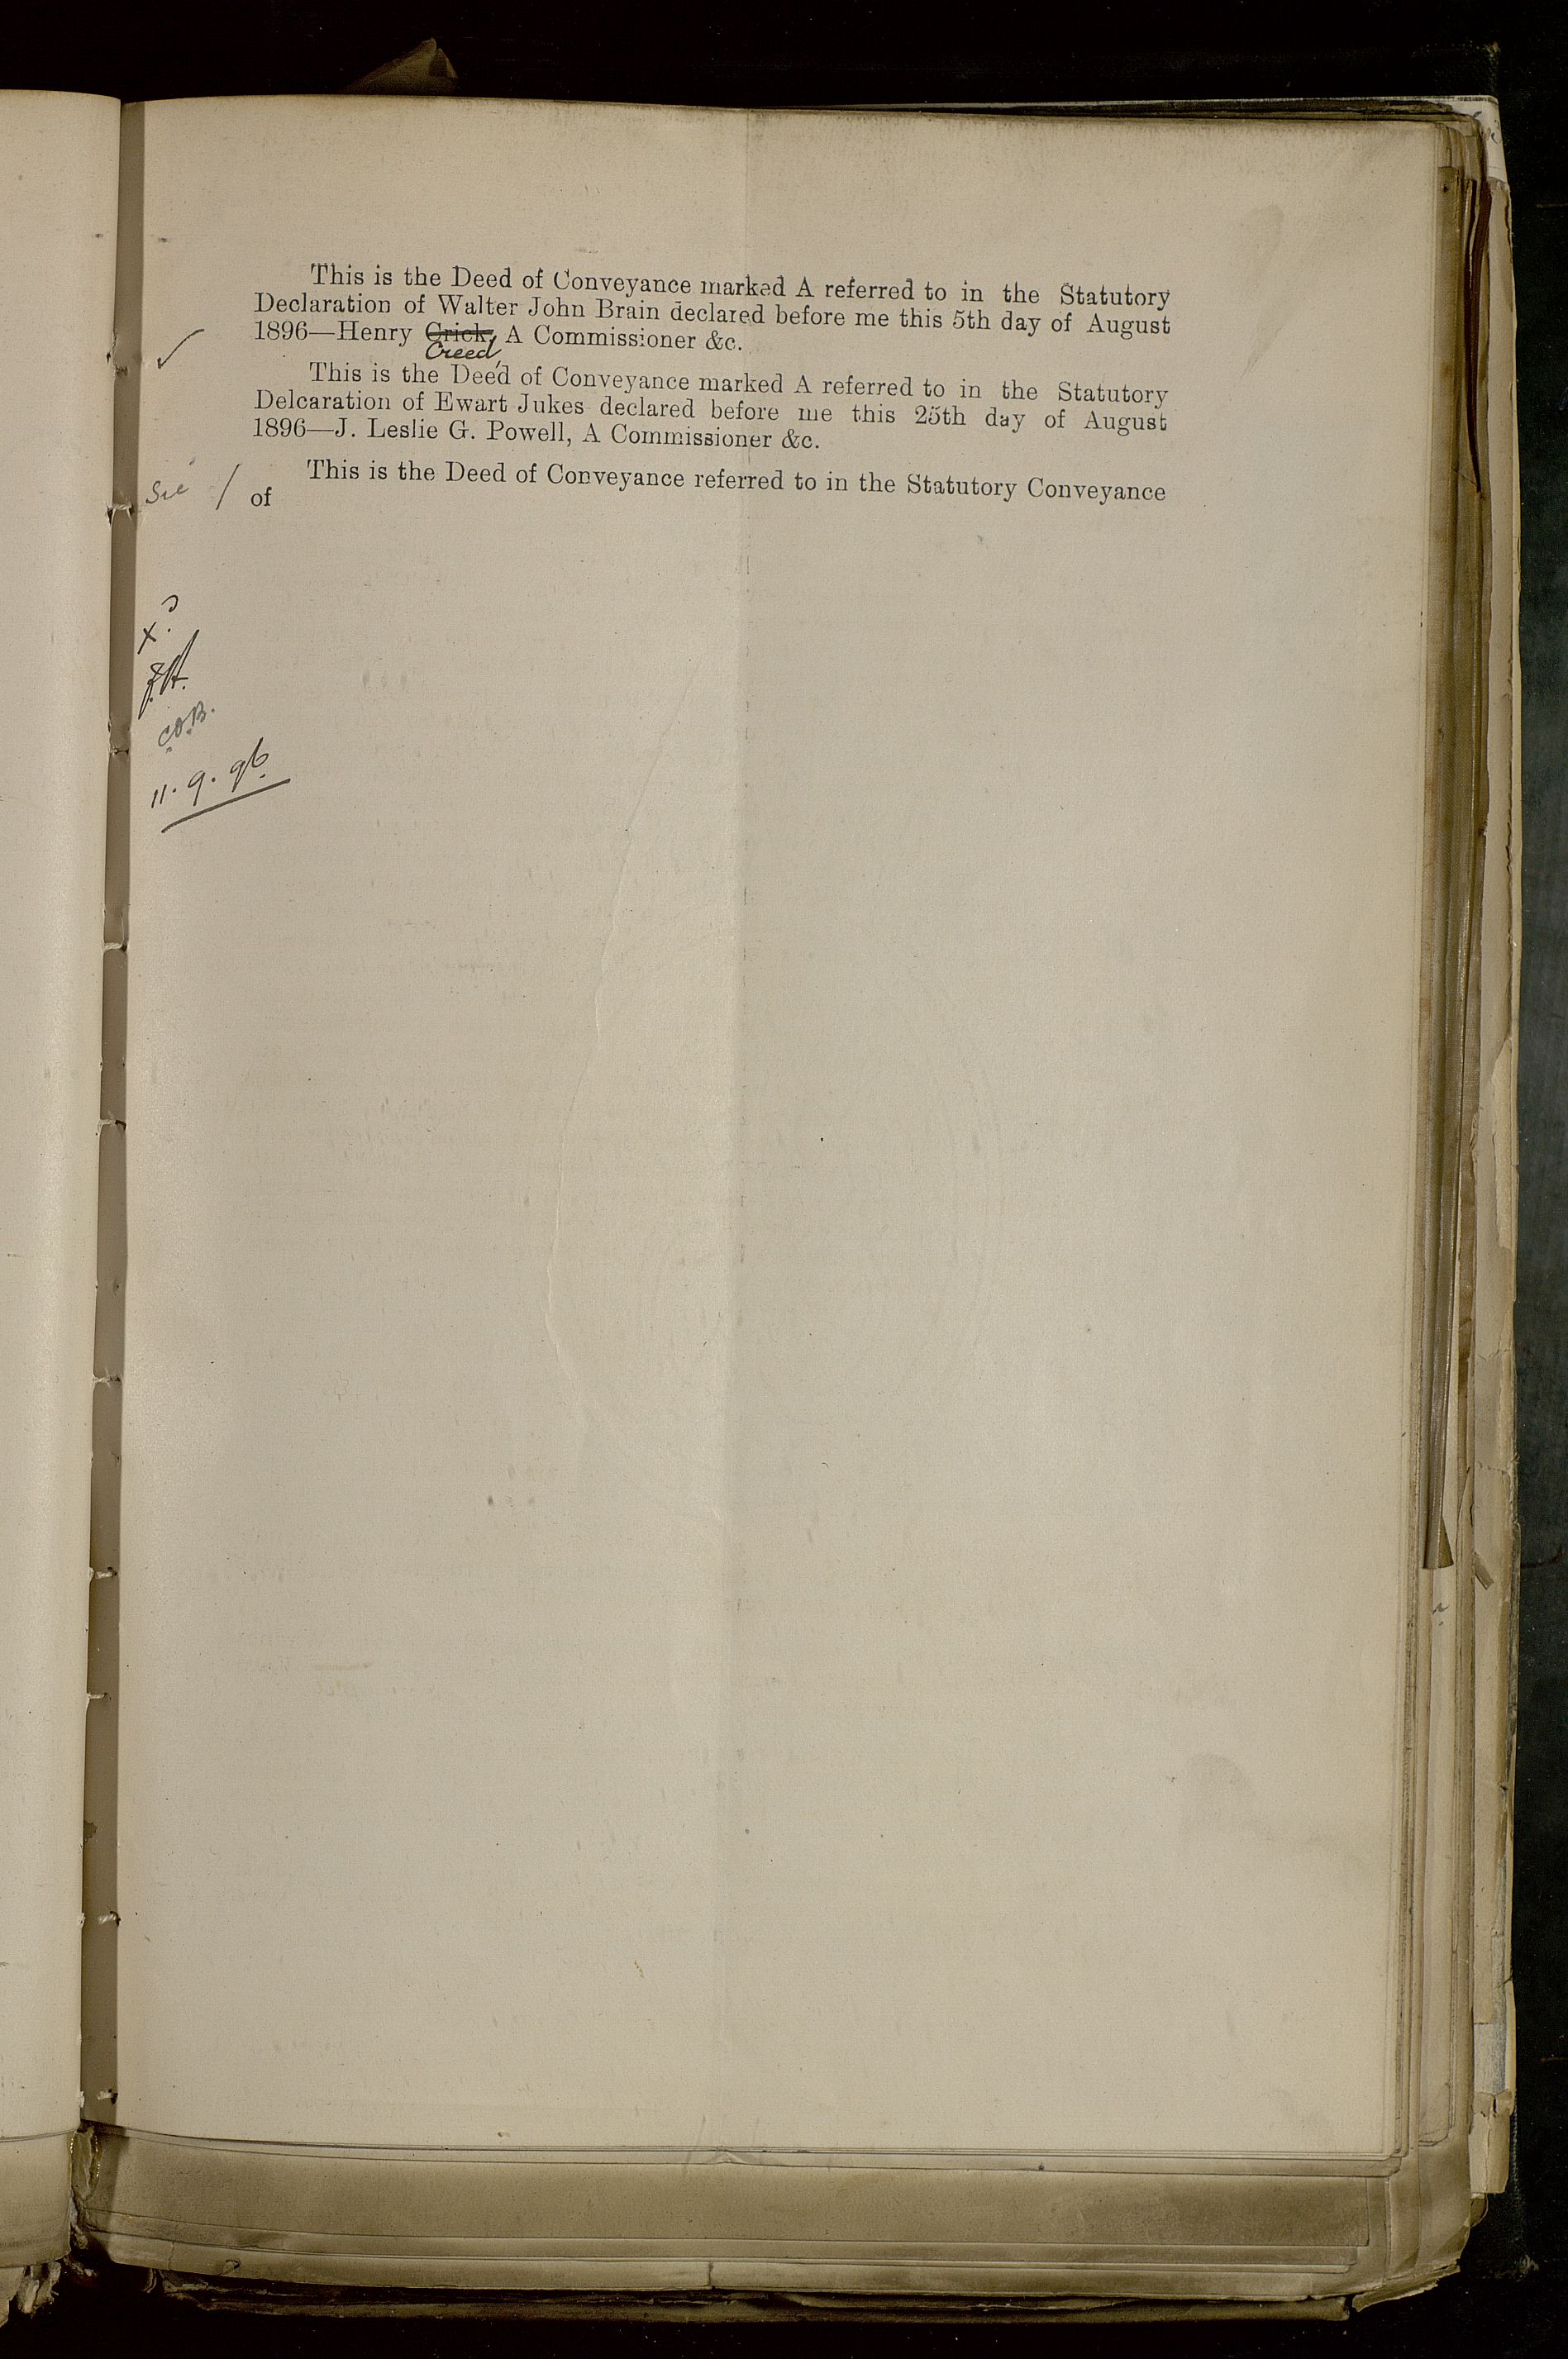 This is the Deed of Conveyance marked A referred to in the Statutory
Declaration of Walter John Brain declared before me this 5th day of August
1896—Henry Crick, A Commissioner &c.
Creed,
This is the Deed of Conveyance marked A referred to in the Statutory
Delcaration of Ewart Jukes declared before me this 25th day of August
1896—J. Leslie G. Powell, A Commissioner &c.
This is the Deed of Conveyance referred to in the Statutory Conveyance
Sic / of
C.O.B.
11.9.96